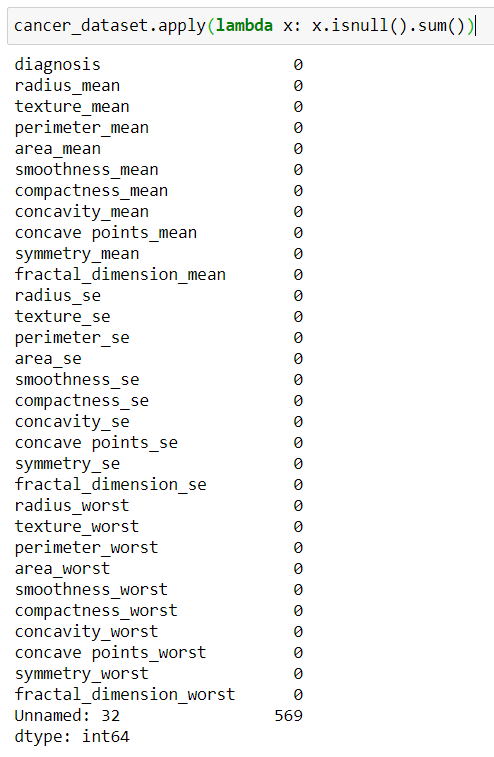 cancer_dataset.apply(lambda x: x.isnull().sum())
diagnosis 0
radius_mean 0
texture_mean 0
perimeter_mean 0
area_mean 0
smoothness_mean 0
compactness_mean 0
concavity_mean 0
concave points_mean 0
symmetry_mean 0
fractal_dimension_mean 0
radius_se 0
texture_se 0
perimeter_se 0
area_se 0
smoothness_se 0
compactness_se 0
concavity_se 0
concave points_se 0
symmetry_se 0
fractal_dimension_se 0
radius_worst 0
texture_worst 0
perimeter_worst 0
area_worst 0
smoothness_worst 0
compactness_worst 0
concavity_worst 0
concave points_worst 0
symmetry_worst 0
fractal_dimension_worst 0
Unnamed: 32 569
dtype: int64